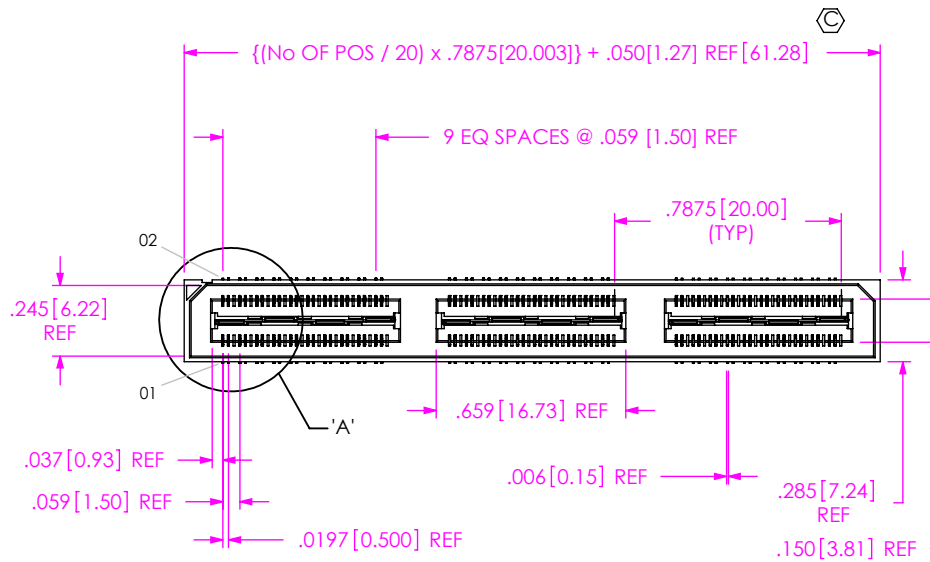 C
{(No OF POS / 20) x .7875[20.003]} + .050[1.27] REF[61.28]
9 EQ SPACES @ .059 [1.50] REF
.7875[20.00]
(TYP)
02
.245[6.22]
REF
01
'A'
.659[16.73] REF
.037[0.93] REF
.006[0.15] REF
.285[7.24]
REF
.059[1.50] REF
.0197[0.500] REF
.150[3.81] REF